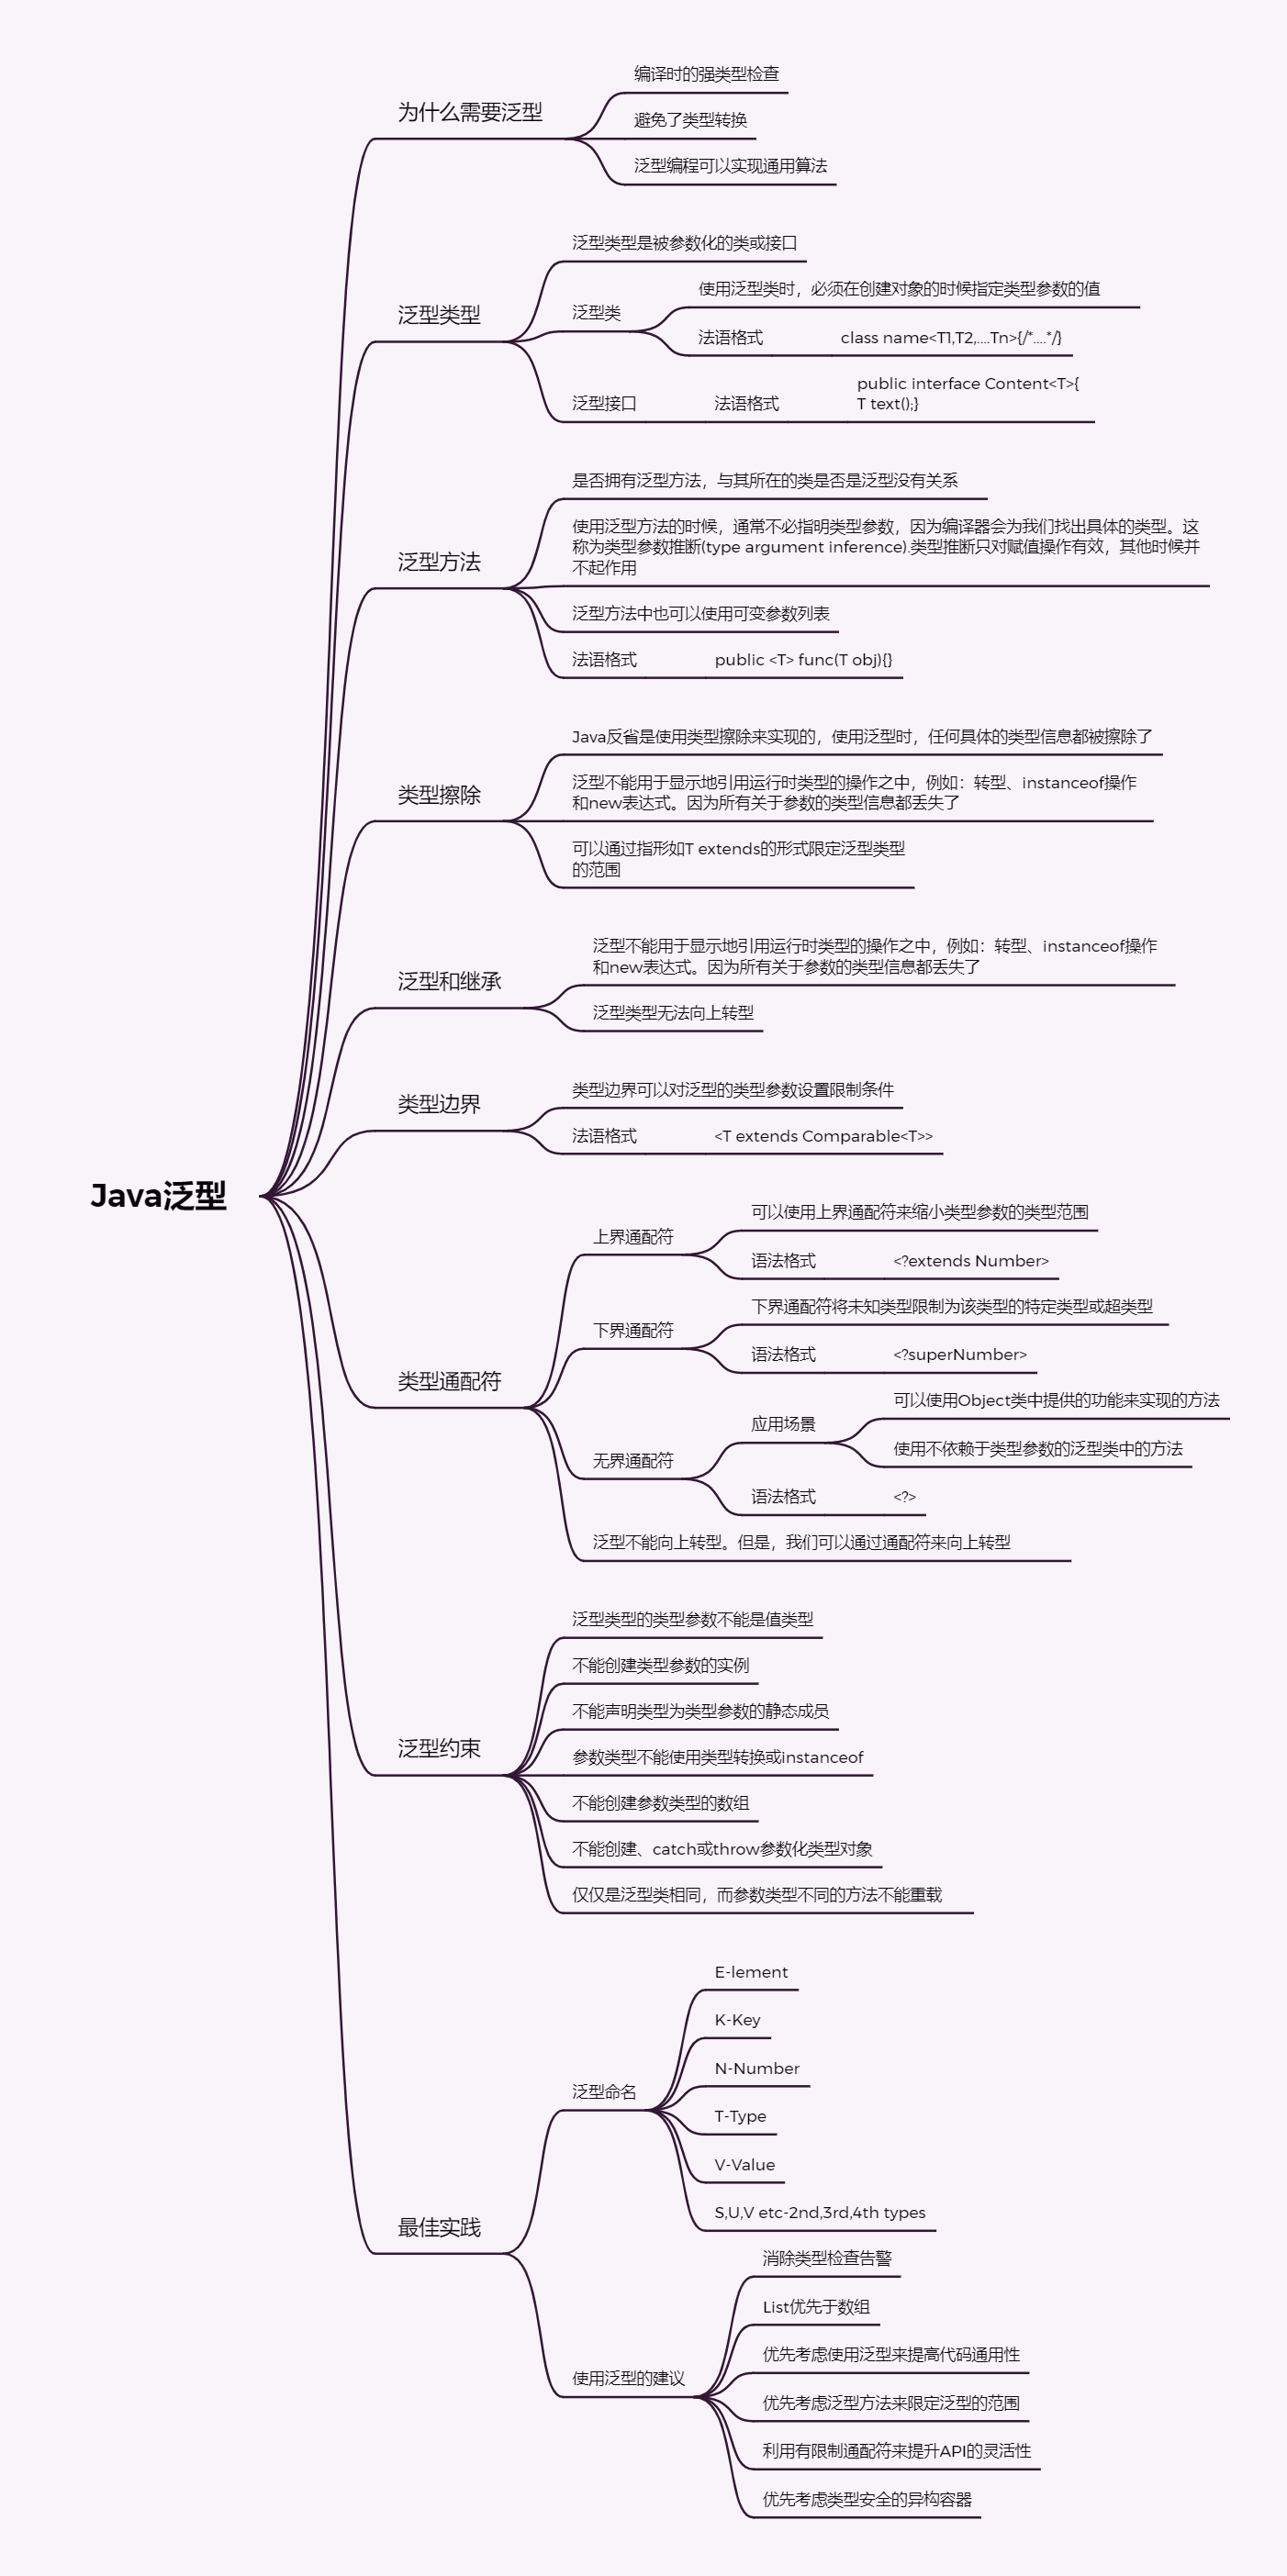 Java泛型
为什么需要泛型
编译时的强类型检查
避免了类型转换
泛型编程可以实现通用算法
泛型类型
泛型类型是被参数化的类或接口
泛型类
使用泛型类时，必须在创建对象的时候指定类型参数的值
法语格式
class name<T1,T2,....Tn>{/*....*/}
泛型接口
法语格式
public interface Content<T>{
T text();}
泛型方法
是否拥有泛型方法，与其所在的类是否是泛型没有关系
使用泛型方法的时候，通常不必指明类型参数，因为编译器会为我们找出具体的类型。这
称为类型参数推断(type argument inference).类型推断只对赋值操作有效，其他时候并
不起作用
泛型方法中也可以使用可变参数列表
法语格式
public <T> func(T obj){}
类型擦除
Java反省是使用类型擦除来实现的，使用泛型时，任何具体的类型信息都被擦除了
泛型不能用于显示地引用运行时类型的操作之中，例如：转型、instanceof操作
和new表达式。因为所有关于参数的类型信息都丢失了
可以通过指形如T extends的形式限定泛型类型
的范围
泛型和继承
泛型不能用于显示地引用运行时类型的操作之中，例如：转型、instanceof操作
和new表达式。因为所有关于参数的类型信息都丢失了
泛型类型无法向上转型
类型边界
类型边界可以对泛型的类型参数设置限制条件
法语格式
<T extends Comparable<T>>
类型通配符
上界通配符
可以使用上界通配符来缩小类型参数的类型范围
语法格式
<?extends Number>
下界通配符
下界通配符将未知类型限制为该类型的特定类型或超类型
语法格式
<?superNumber>
无界通配符
应用场景
可以使用Object类中提供的功能来实现的方法
使用不依赖于类型参数的泛型类中的方法
语法格式
<?>
泛型不能向上转型。但是，我们可以通过通配符来向上转型
泛型约束
泛型类型的类型参数不能是值类型
不能创建类型参数的实例
不能声明类型为类型参数的静态成员
参数类型不能使用类型转换或instanceof
不能创建参数类型的数组
不能创建、catch或throw参数化类型对象
仅仅是泛型类相同，而参数类型不同的方法不能重载
最佳实践
泛型命名
E-lement
K-Key
N-Number
T-Type
V-Value
S,U,V etc-2nd,3rd,4th types
使用泛型的建议
消除类型检查告警
List优先于数组
优先考虑使用泛型来提高代码通用性
优先考虑泛型方法来限定泛型的范围
利用有限制通配符来提升API的灵活性
优先考虑类型安全的异构容器